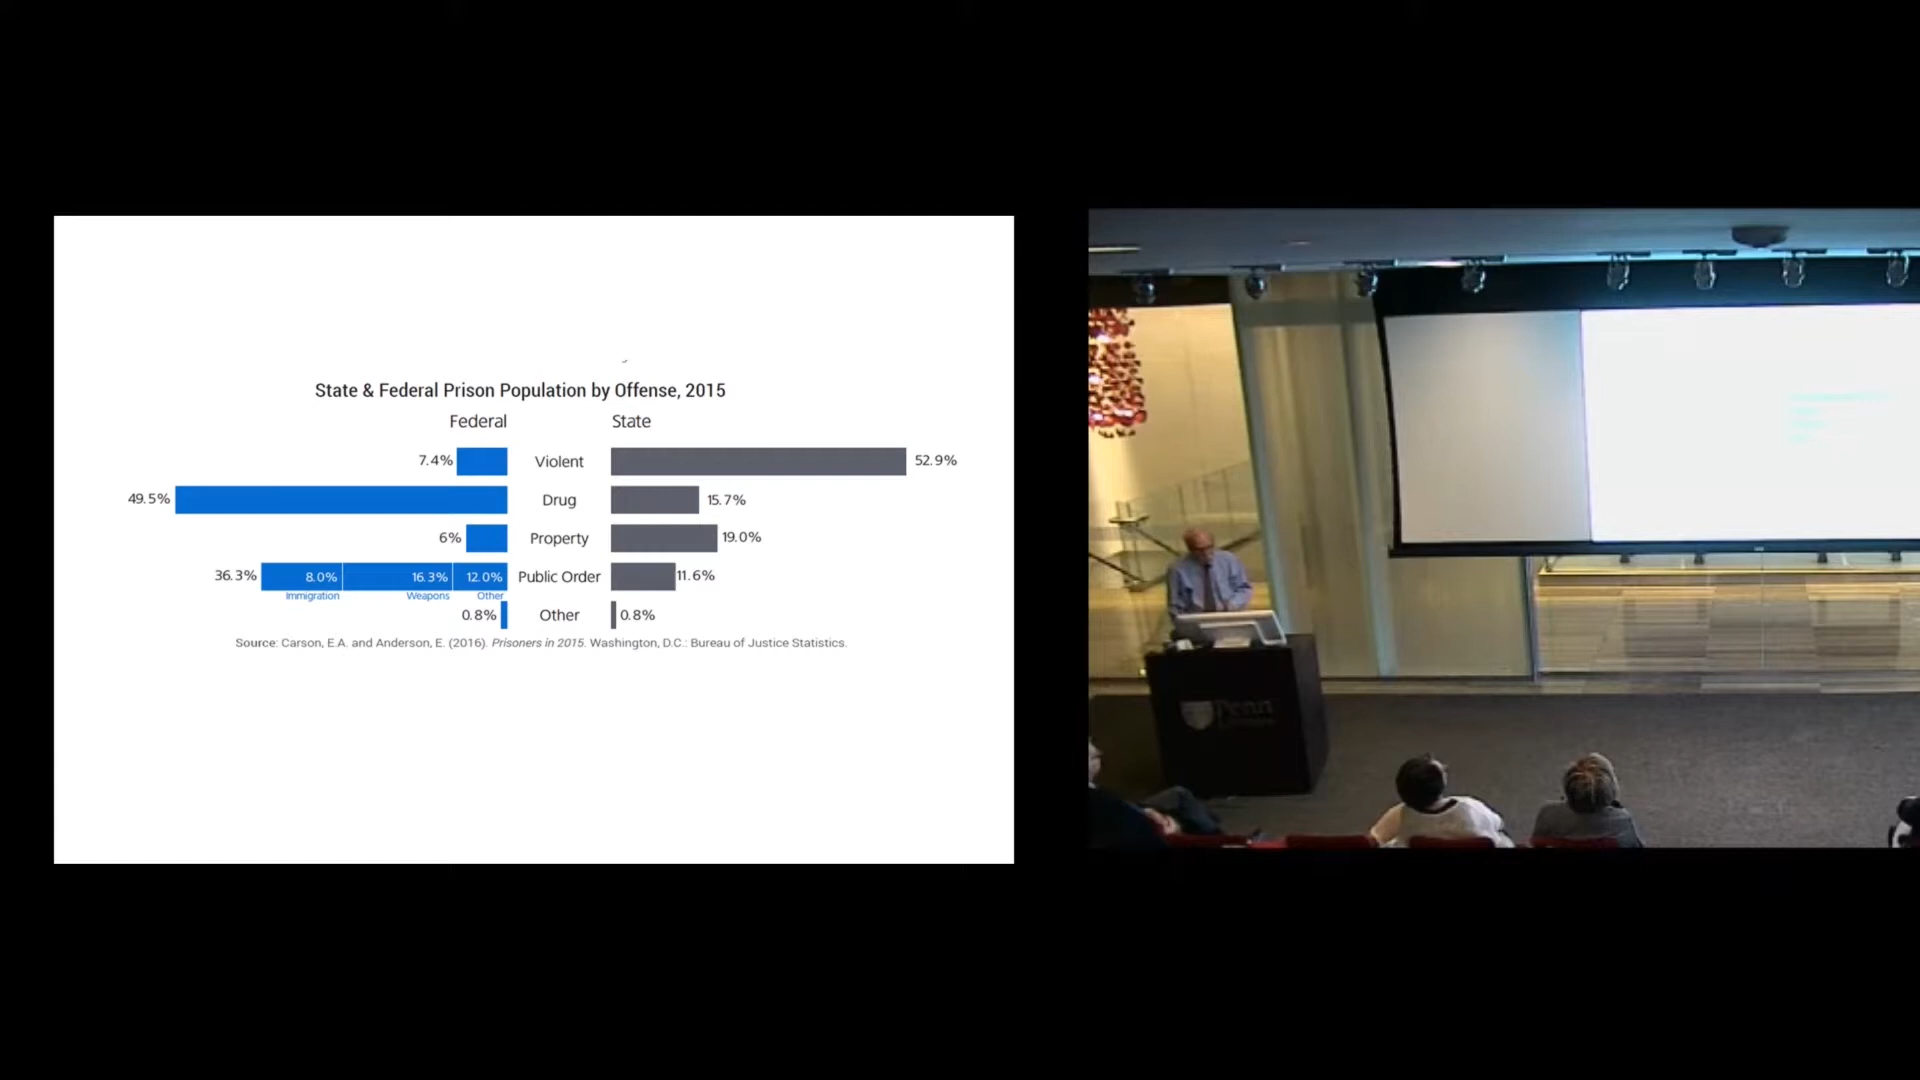 State & Federal Prison Population by Offense, 2015
Federal State
7.4% Violent 52.9%
49.5% Drug 15.7%
6% Property 19.0%
36.3% 8.0% 16.3% 12.0% Public Order 11.6%
Immigration Weapons Other
0.8% Other 0.8%
Source: Carson, E.A. and Anderson, E. (2016). Prisoners in 2015. Washington, D.C.: Bureau of Justice Statistics.
Penn